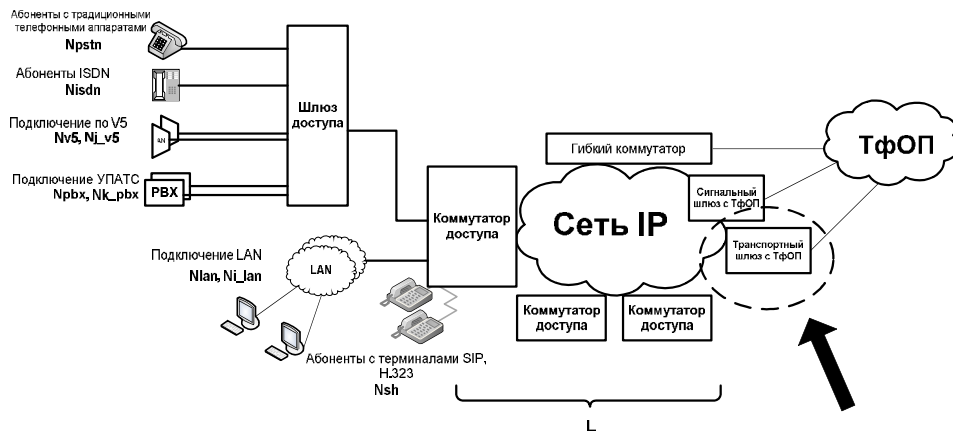 Абоненты с традиционными
телефонными аппаратами
Npstn
Абоненты ISDN
Nisdn
Подключение по V5
Nv5, Nj_v5
AN
Подключение УПАТС
Npbx, Nk_pbx
PBX
Шлюз
доступа
Подключение LAN
Nlan, Ni_lan
LAN
Абоненты с терминалами SIP,
H.323
Nsh
Коммутатор
доступа
Гибкий коммутатор
Сеть IP
ТфОП
Сигнальный
шлюз с ТфОП
Транспортный
шлюз с ТфОП
Коммутатор
доступа
Коммутатор
доступа
L